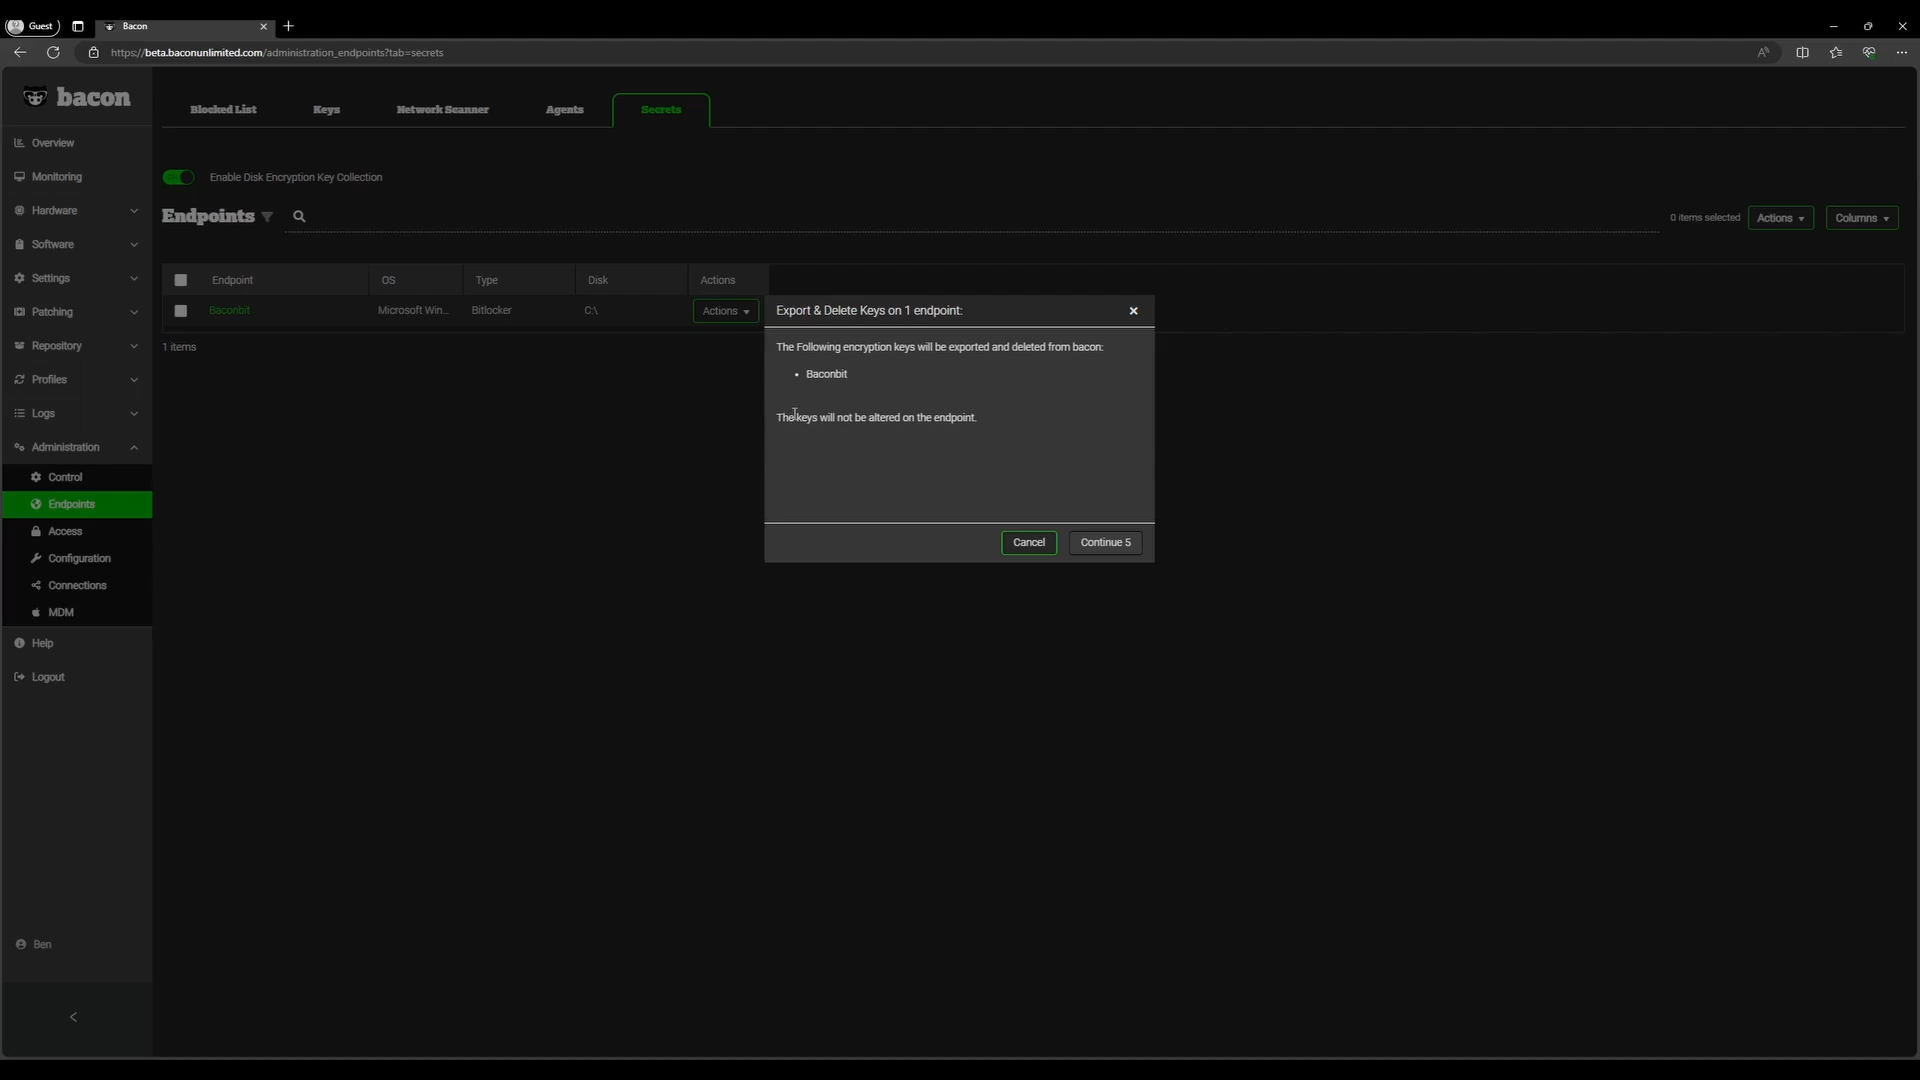 Guest
Bacon
https://beta.baconunlimited.com/administration_endpoints?tab=secrets
bacon
Blocked List
Keys
Network Scanner
Agents
Secrets
Overview
Monitoring
Hardware
Software
Settings
Patching
Repository
Profiles
Logs
Administration
Control
Endpoints
Access
Configuration
Connections
MDM
Help
Logout
Ben
Enable Disk Encryption Key Collection
Endpoints
0 items selected
Actions
Columns
Endpoint OS Type Disk Actions
Baconbit Microsoft Win... Bitlocker C:\ Actions
1 items
Export & Delete Keys on 1 endpoint:
The Following encryption keys will be exported and deleted from bacon:
• Baconbit
The keys will not be altered on the endpoint.
Cancel
Continue 5